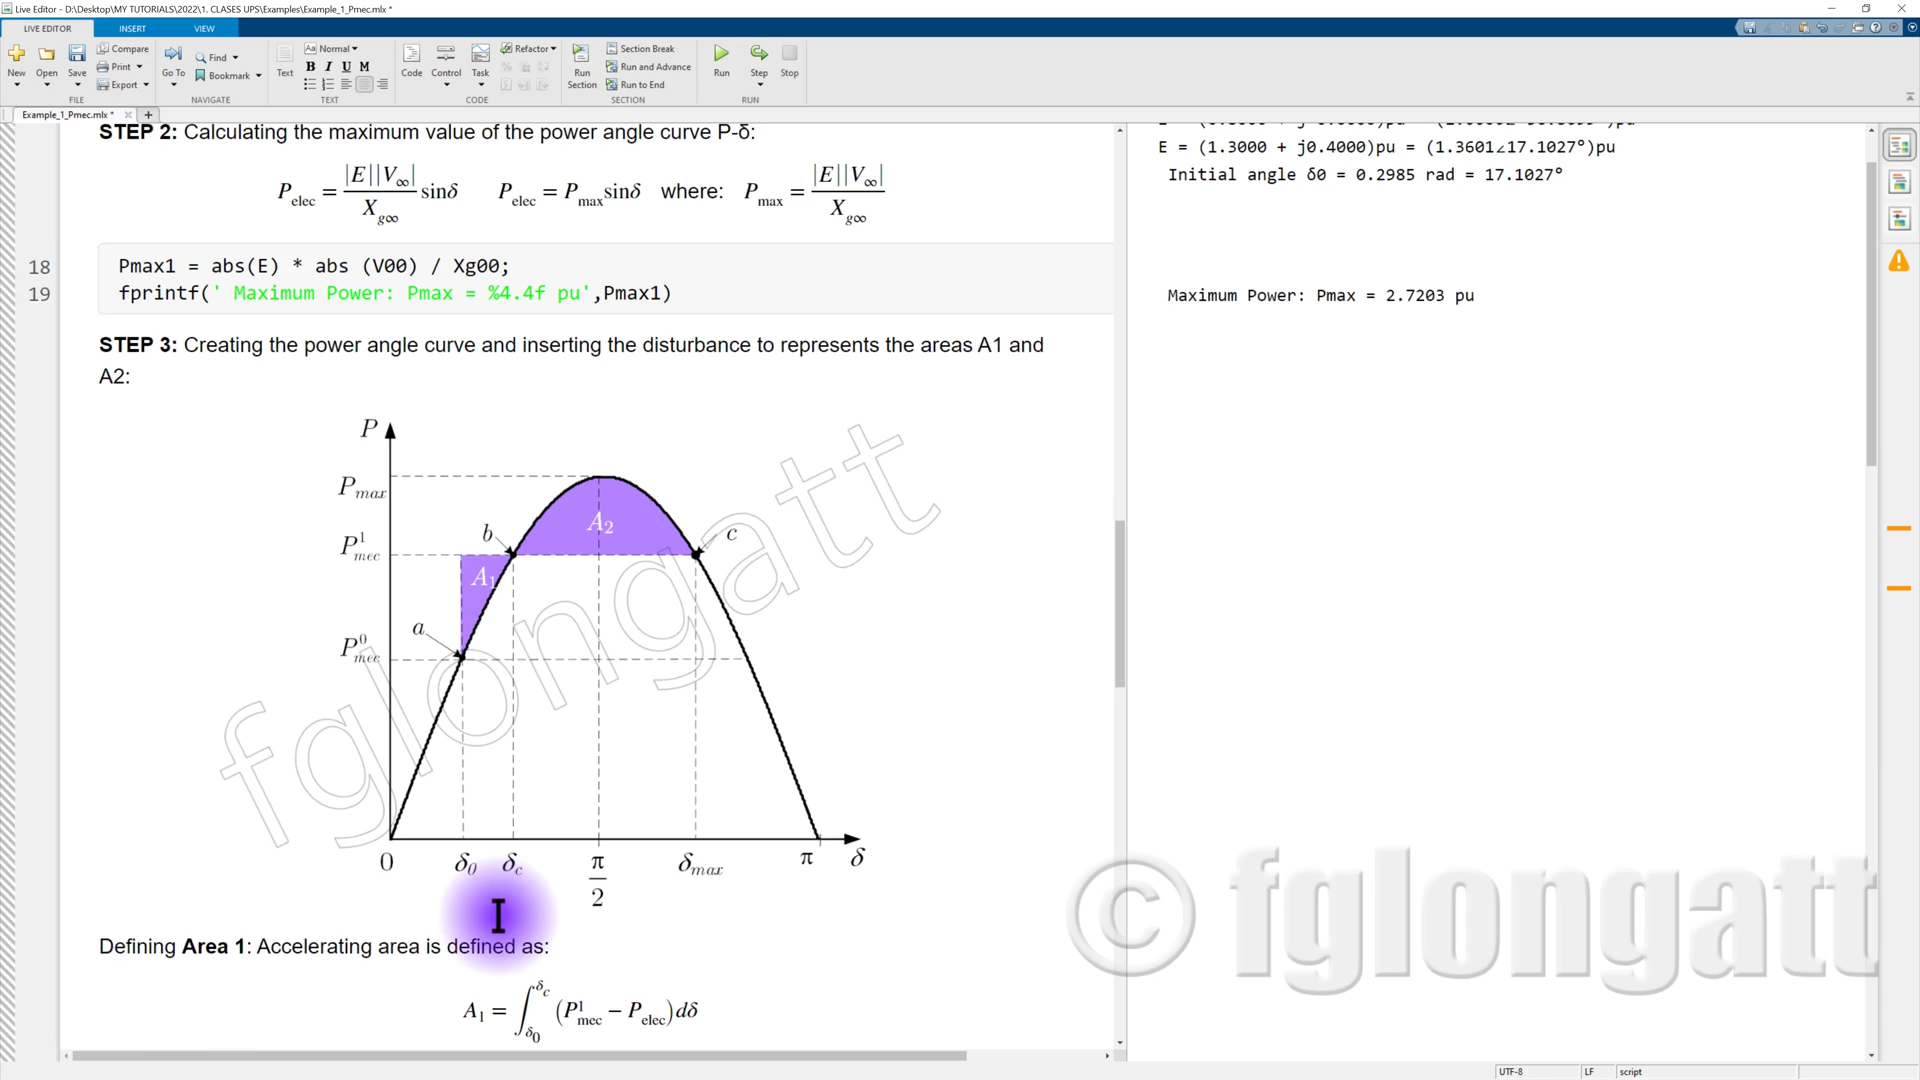 Live Editor - D:\Desktop\MY TUTORIALS\2022\1. CLASES UPS\Examples\Example_1_Pmec.mlx *
LIVE EDITOR INSERT VIEW
New Open Save Compare Print Export
FILE
Go To Find Bookmark
NAVIGATE
Text Aa Normal
B I U M
TEXT
Code Control Task Refactor
CODE
Run Section Section Break Run and Advance Run to End
SECTION
Run Step Stop
RUN
Example_1_Pmec.mlx *
STEP 2: Calculating the maximum value of the power angle curve P-δ:
P_elec = |E||V∞| / X_g∞ sinδ P_elec = P_max sinδ where: P_max = |E||V∞| / X_g∞
18 Pmax1 = abs(E) * abs (V00) / Xg00;
19 fprintf(' Maximum Power: Pmax = %4.4f pu',Pmax1)
STEP 3: Creating the power angle curve and inserting the disturbance to represents the areas A1 and
A2:
P
P_max
b A_2 c
P^1_mec
A_1
a
P^0_mec
0 δ_0 δ_c π/2 δ_max π δ
fglongatt
Defining Area 1: Accelerating area is defined as:
A_1 = ∫_δ0^δc (P^1_mec − P_elec)dδ
E = (1.3000 + j0.4000)pu = (1.3601∠17.1027°)pu
Initial angle δ0 = 0.2985 rad = 17.1027°
Maximum Power: Pmax = 2.7203 pu
© fglongatt
UTF-8 LF script